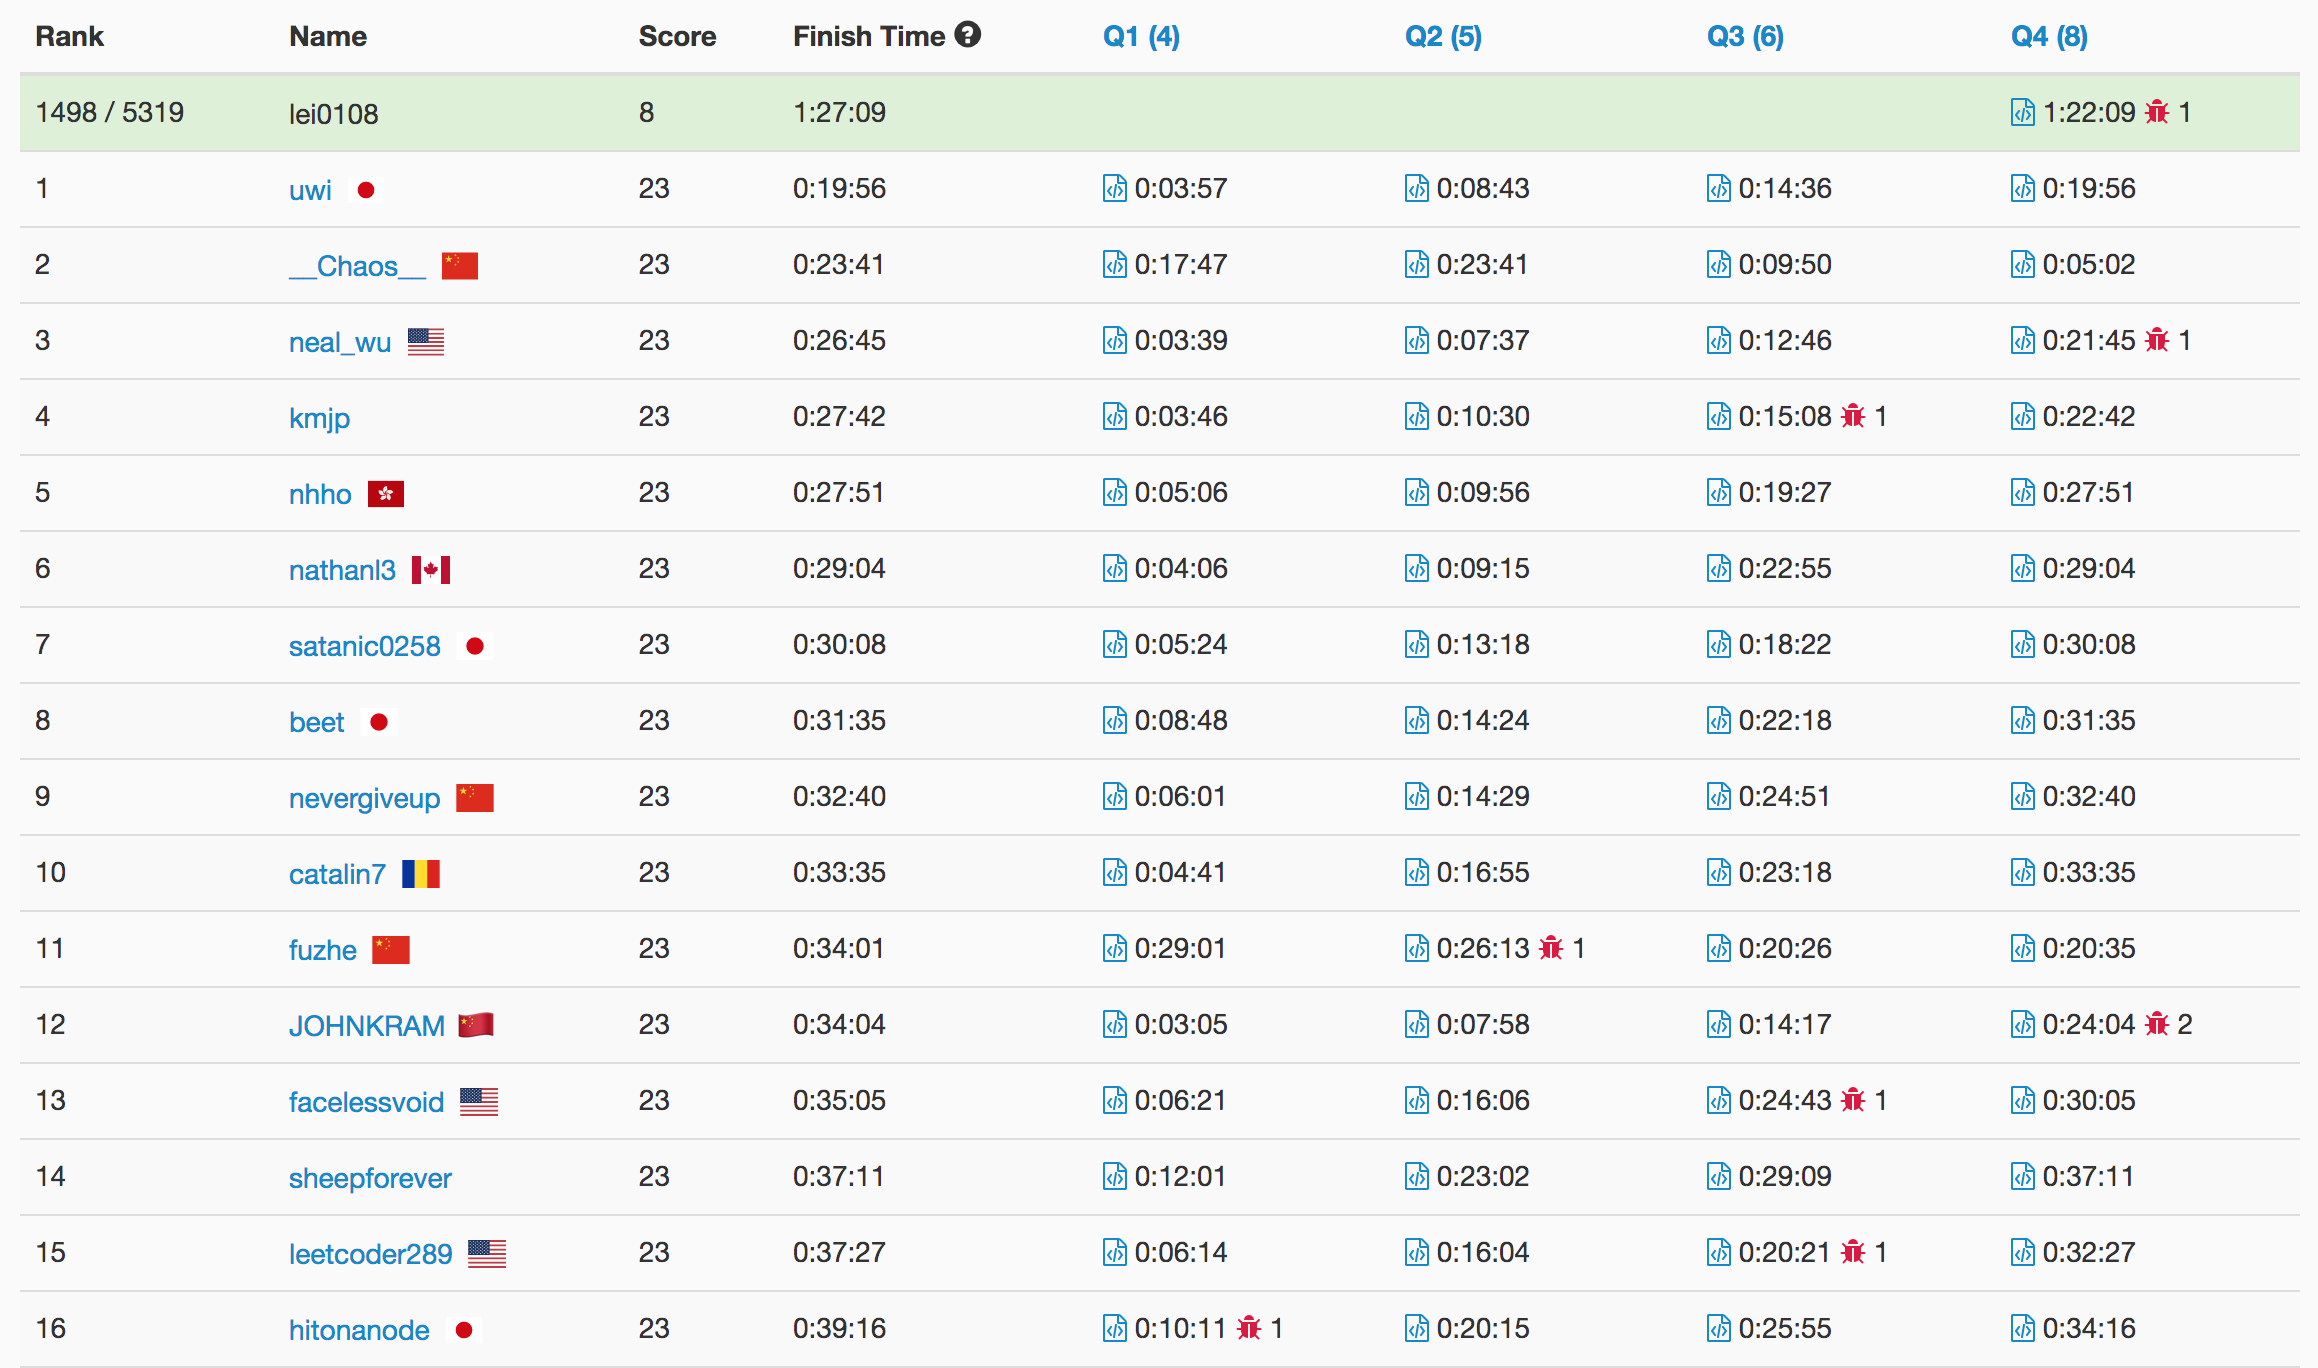 Rank Name Score Finish Time ? Q1 (4) Q2 (5) Q3 (6) Q4 (8)
1498 / 5319 lei0108 8 1:27:09 1:22:09 1
1 uwi 23 0:19:56 0:03:57 0:08:43 0:14:36 0:19:56
2 __Chaos__ 23 0:23:41 0:17:47 0:23:41 0:09:50 0:05:02
3 neal_wu 23 0:26:45 0:03:39 0:07:37 0:12:46 0:21:45 1
4 kmjp 23 0:27:42 0:03:46 0:10:30 0:15:08 1 0:22:42
5 nhho 23 0:27:51 0:05:06 0:09:56 0:19:27 0:27:51
6 nathanl3 23 0:29:04 0:04:06 0:09:15 0:22:55 0:29:04
7 satanic0258 23 0:30:08 0:05:24 0:13:18 0:18:22 0:30:08
8 beet 23 0:31:35 0:08:48 0:14:24 0:22:18 0:31:35
9 nevergiveup 23 0:32:40 0:06:01 0:14:29 0:24:51 0:32:40
10 catalin7 23 0:33:35 0:04:41 0:16:55 0:23:18 0:33:35
11 fuzhe 23 0:34:01 0:29:01 0:26:13 1 0:20:26 0:20:35
12 JOHNKRAM 23 0:34:04 0:03:05 0:07:58 0:14:17 0:24:04 2
13 facelessvoid 23 0:35:05 0:06:21 0:16:06 0:24:43 1 0:30:05
14 sheepforever 23 0:37:11 0:12:01 0:23:02 0:29:09 0:37:11
15 leetcoder289 23 0:37:27 0:06:14 0:16:04 0:20:21 1 0:32:27
16 hitonanode 23 0:39:16 0:10:11 1 0:20:15 0:25:55 0:34:16